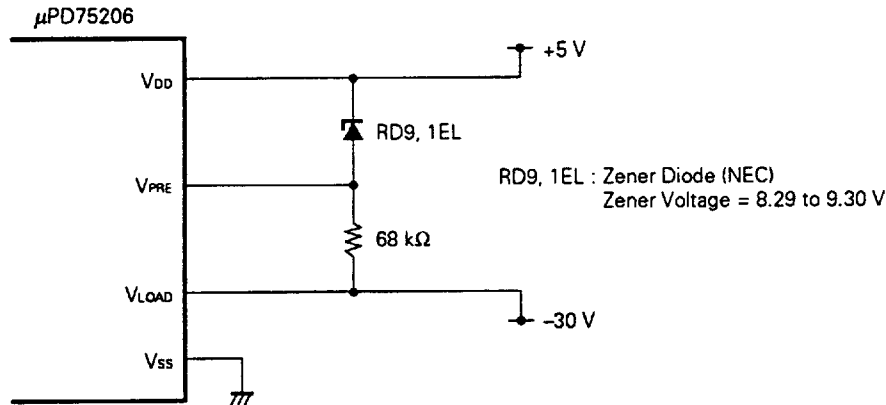 μPD75206
+5 V
VDD
RD9, 1EL
VPRE
RD9, 1EL : Zener Diode (NEC)
Zener Voltage = 8.29 to 9.30 V
68 kΩ
VLOAD
–30 V
VSS